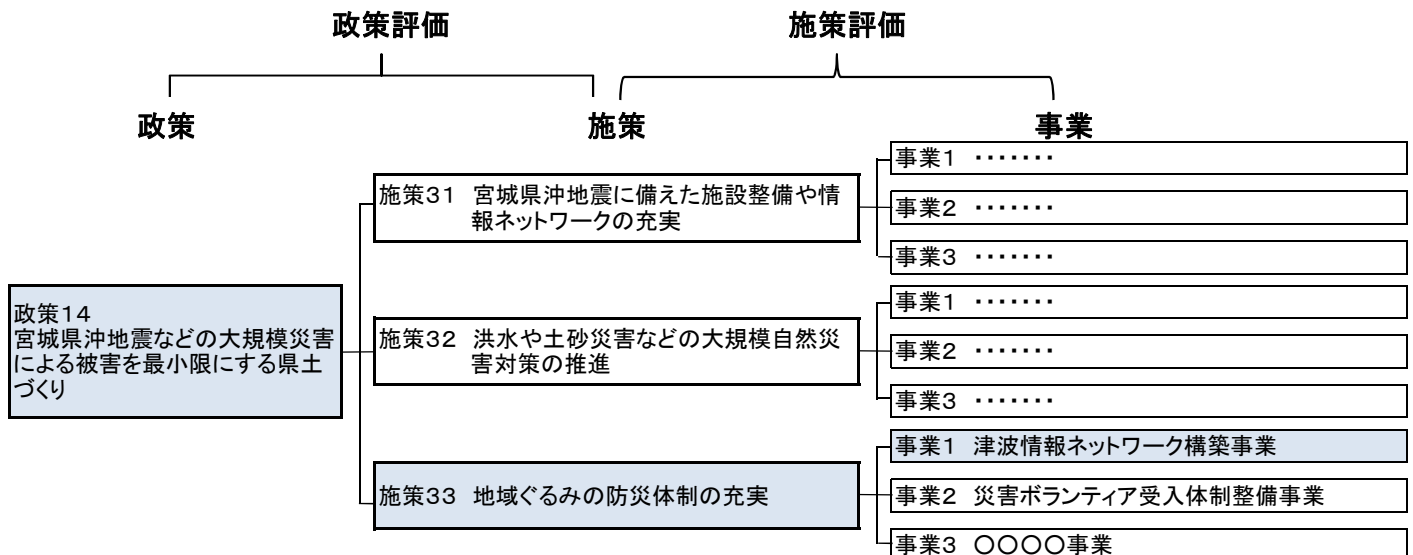 政策評価
施策評価
政策
施策
事業
政策14
宮城県沖地震などの大規模災害
による被害を最小限にする県土
づくり
施策31 宮城県沖地震に備えた施設整備や情
報ネットワークの充実
事業1 ・・・・・・・
事業2 ・・・・・・・
事業3 ・・・・・・・
施策32 洪水や土砂災害などの大規模自然災
害対策の推進
事業1 ・・・・・・・
事業2 ・・・・・・・
事業3 ・・・・・・・
施策33 地域ぐるみの防災体制の充実
事業1 津波情報ネットワーク構築事業
事業2 災害ボランティア受入体制整備事業
事業3 〇〇〇〇事業